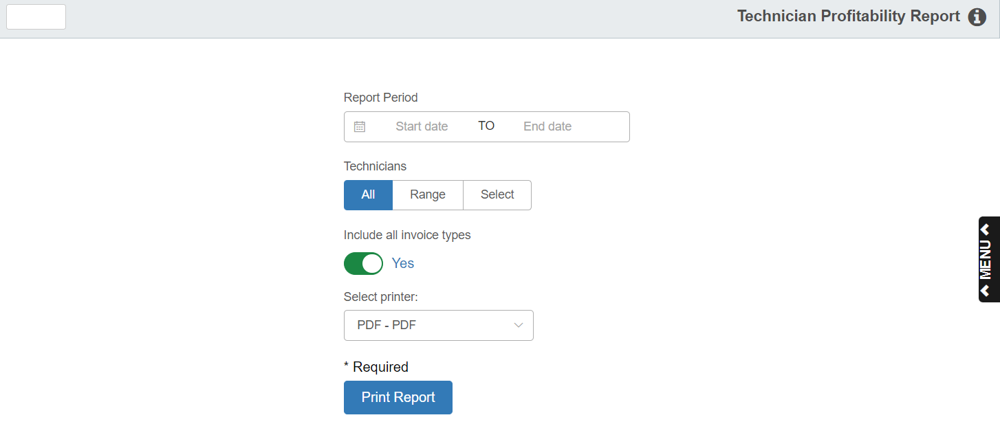 Technician Profitability Report
Report Period
Start date TO End date
Technicians
All Range Select
Include all invoice types
Yes
Select printer:
PDF - PDF
* Required
Print Report
MENU